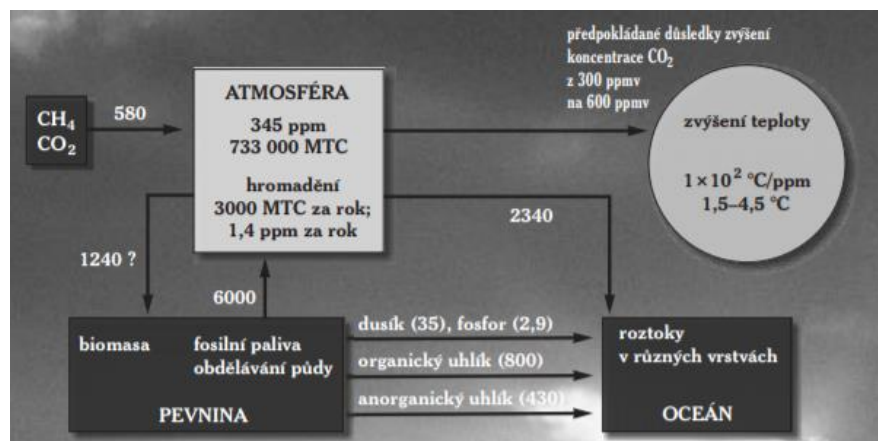 předpokládané důsledky zvýšení
koncentrace CO₂
z 300 ppmv
na 600 ppmv
CH₄
CO₂
580
ATMOSFÉRA
345 ppm
733 000 MTC
hromadění
3000 MTC za rok;
1,4 ppm za rok
zvýšení teploty
1 × 10² °C/ppm
1,5–4,5 °C
1240 ?
2340
6000
biomasa
fosilní paliva
obdělávání půdy
PEVNINA
dusík (35), fosfor (2,9)
organický uhlík (800)
anorganický uhlík (430)
roztoky
v různých vrstvách
OCEÁN